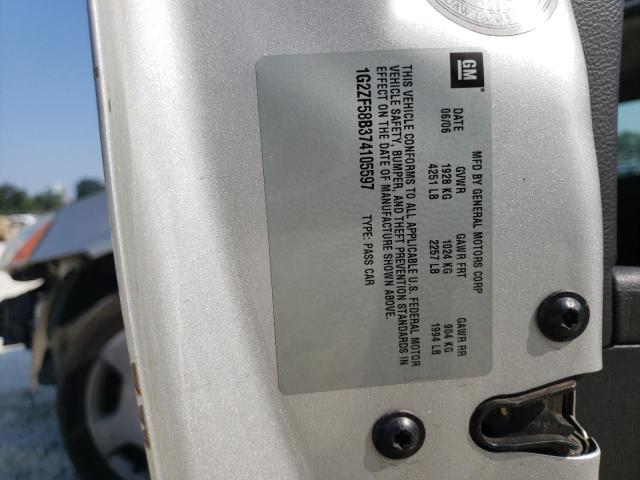 GM
MFD BY GENERAL MOTORS CORP
DATE GVWR GAWR FRT GAWR RR
06/06 1928 KG 1024 KG 904 KG
4251 LB 2257 LB 1994 LB
THIS VEHICLE CONFORMS TO ALL APPLICABLE U.S. FEDERAL MOTOR
VEHICLE SAFETY, BUMPER, AND THEFT PREVENTION STANDARDS IN
EFFECT ON THE DATE OF MANUFACTURE SHOWN ABOVE.
1G2ZF58B374105597 TYPE: PASS CAR